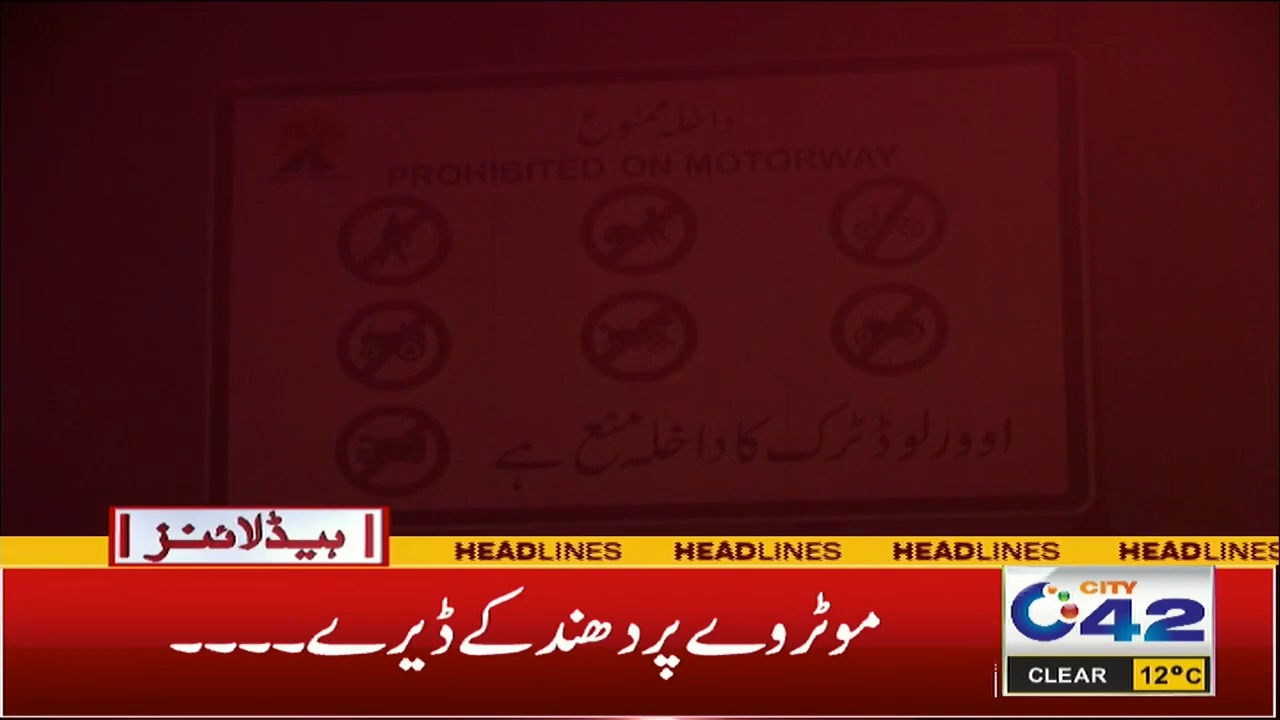 داخلہ ممنوع
PROHIBITED ON MOTORWAY
اوورلوڈ ٹرک کا داخلہ منع ہے
ہیڈلائنز
HEADLINES HEADLINES HEADLINES HEADLINES
موٹروے پر دھند کے ڈیرے۔۔۔۔
CITY
42
CLEAR 12°C